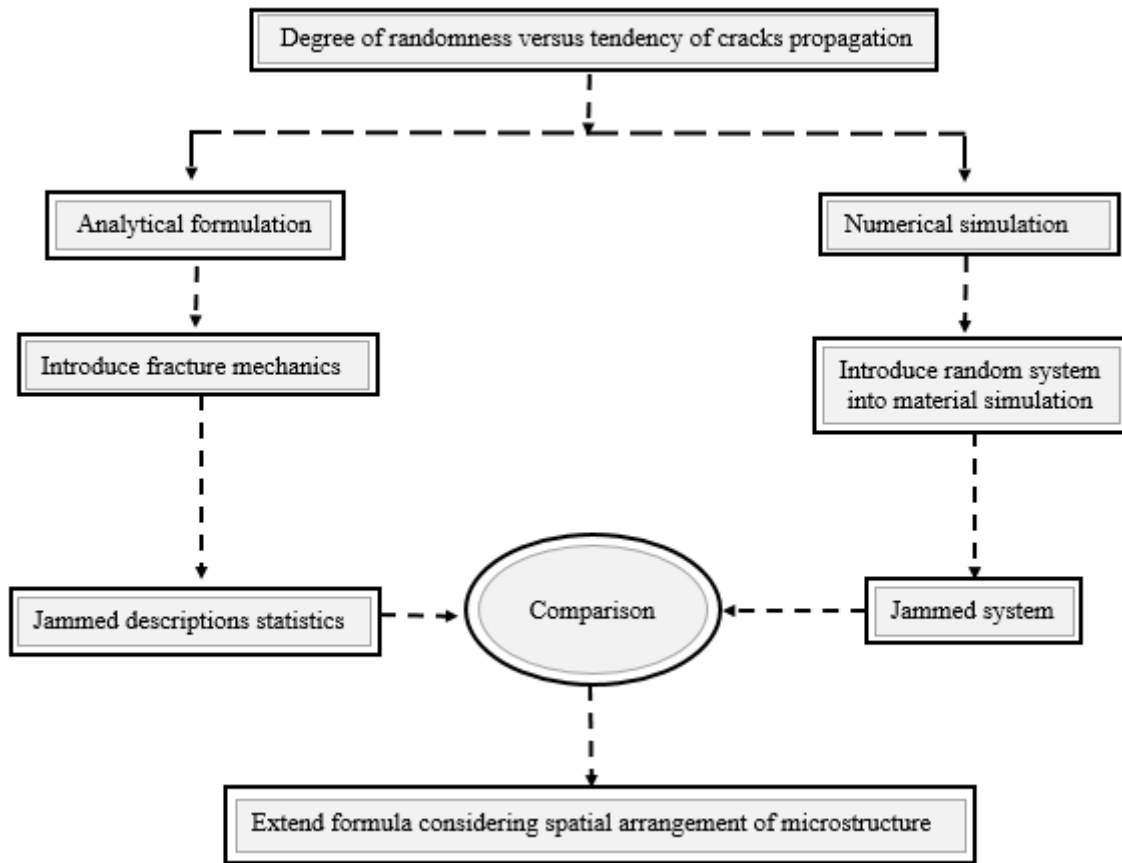 Degree of randomness versus tendency of cracks propagation
Analytical formulation
Numerical simulation
Introduce fracture mechanics
Introduce random system
into material simulation
Jammed descriptions statistics
Comparison
Jammed system
Extend formula considering spatial arrangement of microstructure